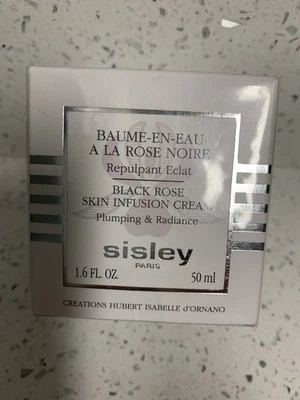 BAUME-EN-EAU
A LA ROSE NOIRE
Repulpant Eclat
BLACK ROSE
SKIN INFUSION CREAM
Plumping & Radiance
sisley
PARIS
1.6 FL. OZ. 50 ml
CREATIONS HUBERT ISABELLE d'ORNANO